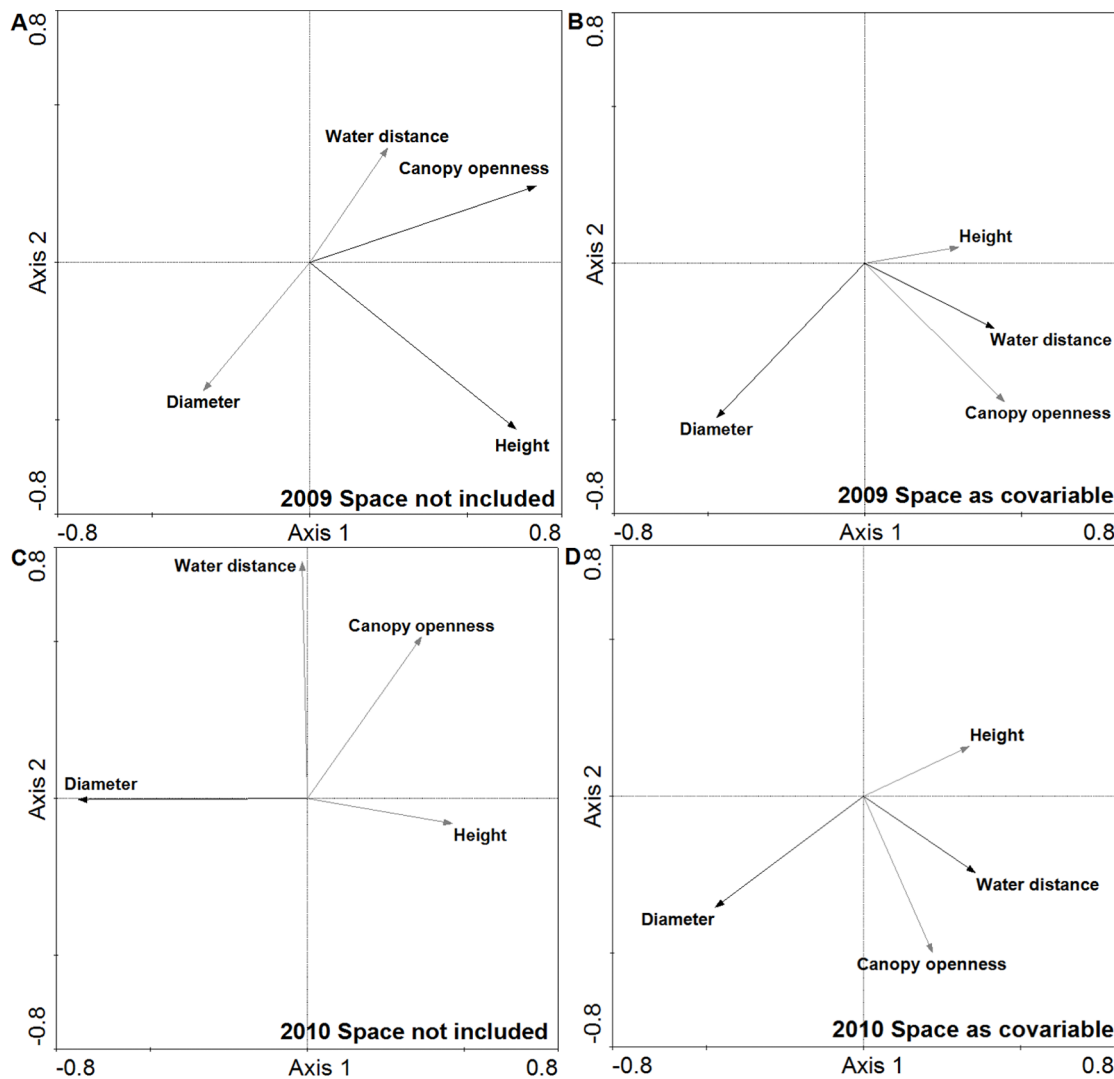 A
0.8
Water distance
Canopy openness
Axis 2
Diameter
Height
-0.8
2009 Space not included
-0.8
Axis 1
0.8
B
0.8
Height
Axis 2
Water distance
Canopy openness
Diameter
-0.8
2009 Space as covariable
-0.8
Axis 1
0.8
C
0.8
Water distance
Canopy openness
Axis 2
Diameter
Height
-0.8
2010 Space not included
-0.8
Axis 1
0.8
D
0.8
Height
Axis 2
Water distance
Diameter
Canopy openness
-0.8
2010 Space as covariable
-0.8
Axis 1
0.8